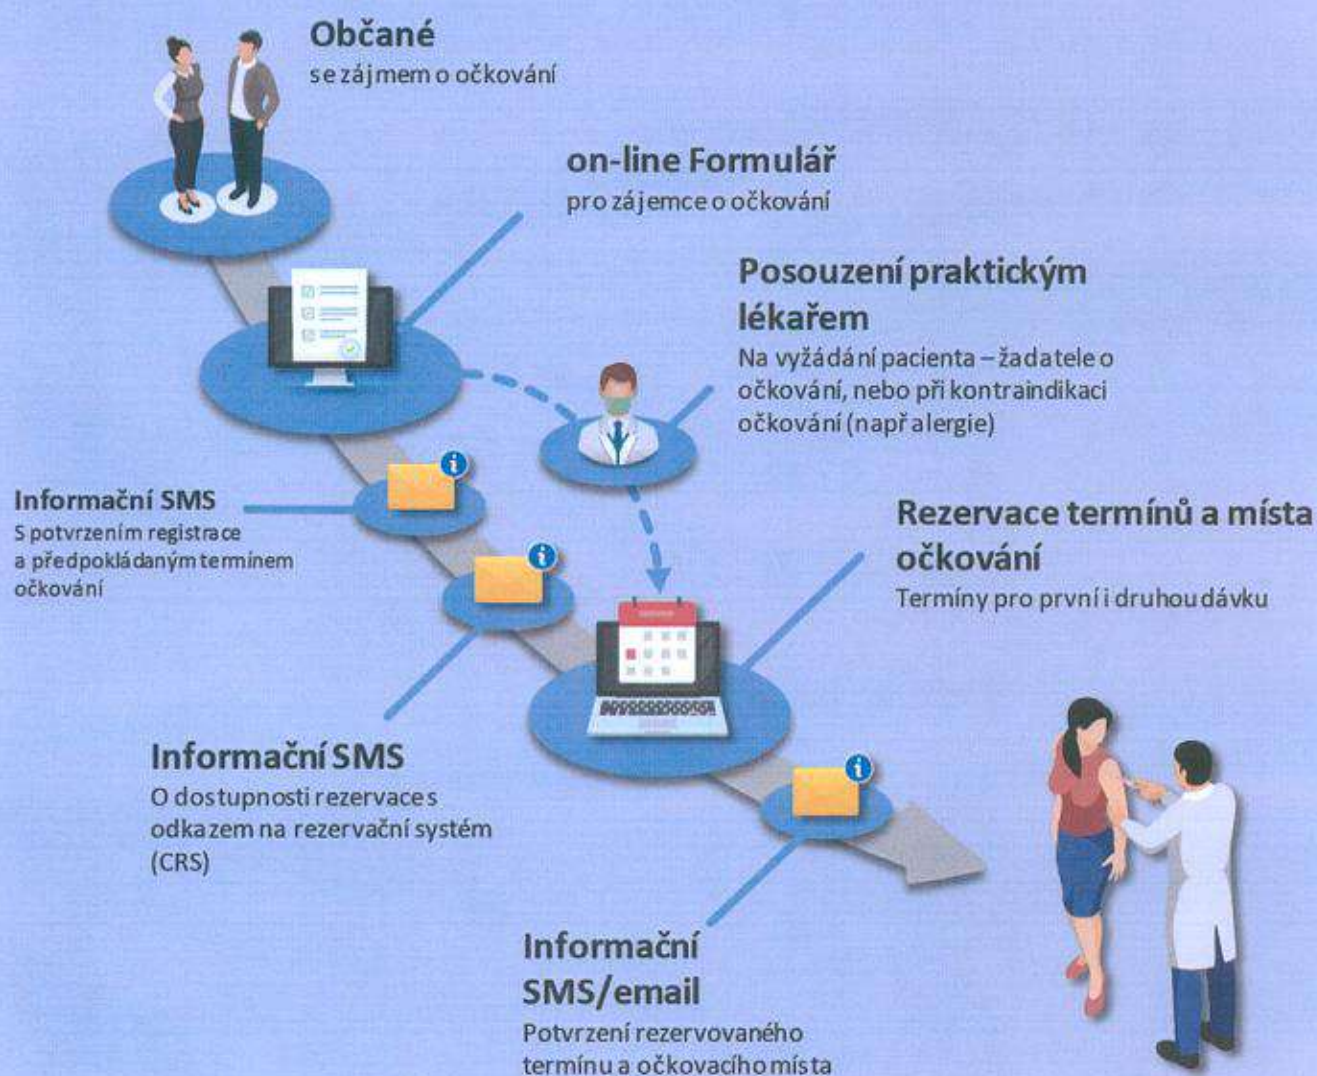 Občané
se zájmem o očkování
on-line Formulář
pro zájemce o očkování
Posouzení praktickým
lékařem
Na vyžádání pacienta – žadatele o
očkování, nebo při kontraindikaci
očkování (např alergie)
Informační SMS
S potvrzením registrace
a předpokládaným termínem
očkování
Rezervace termínů a místa
očkování
Termíny pro první i druhou dávku
Informační SMS
O dostupnosti rezervace s
odkazem na rezervační systém
(CRS)
Informační
SMS/email
Potvrzení rezervovaného
termínu a očkovacího místa